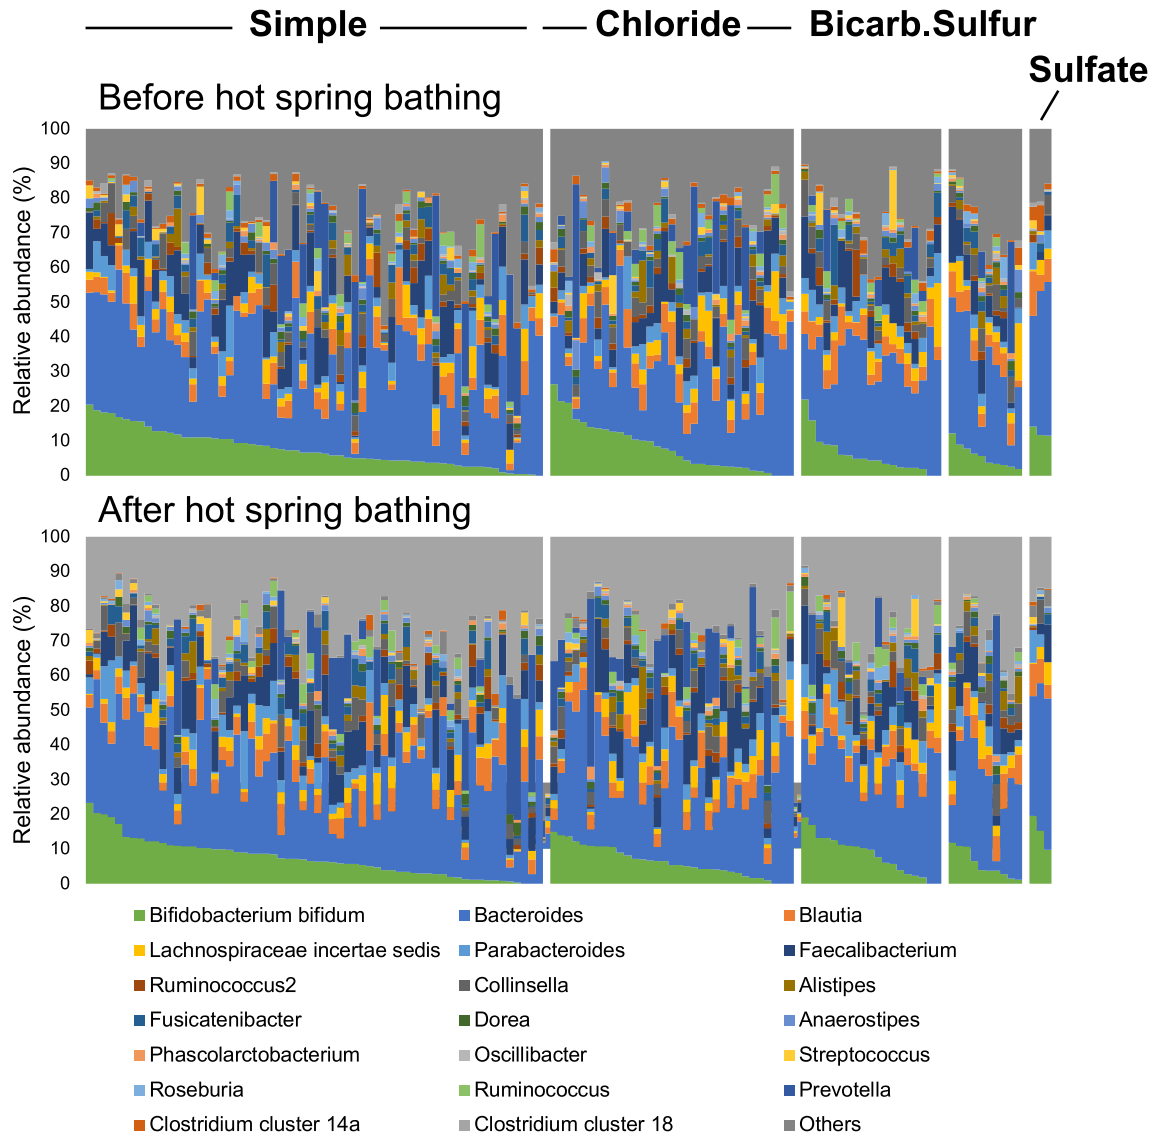 Simple Chloride Bicarb.Sulfur
Sulfate
Before hot spring bathing
Relative abundance (%)
100
90
80
70
60
50
40
30
20
10
0
After hot spring bathing
Relative abundance (%)
100
90
80
70
60
50
40
30
20
10
0
Bifidobacterium bifidum Bacteroides Blautia
Lachnospiraceae incertae sedis Parabacteroides Faecalibacterium
Ruminococcus2 Collinsella Alistipes
Fusicatenibacter Dorea Anaerostipes
Phascolarctobacterium Oscillibacter Streptococcus
Roseburia Ruminococcus Prevotella
Clostridium cluster 14a Clostridium cluster 18 Others